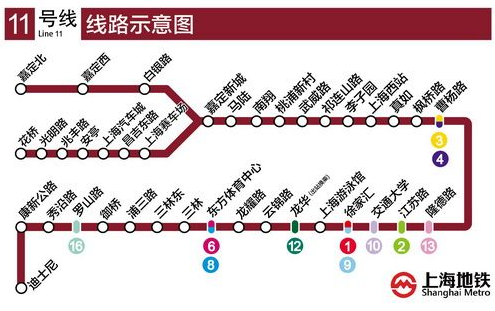 11 号线 线路示意图
Line 11
嘉定北 嘉定西 白银路
花桥 光明路 兆丰路 安亭 上海汽车城 昌吉东路 上海赛车场 嘉定新城 马陆 南翔 桃浦新村 武威路 祁连山路 李子园 上海西站 真如 枫桥路 曹杨路
3
4
康新公路 秀沿路 罗山路 御桥 浦三路 三林东 三林 东方体育中心 龙耀路 云锦路 龙华 上海游泳馆 徐家汇 交通大学 江苏路 隆德路
16 6 12 1 10 2 13
8 9
迪士尼
上海地铁
Shanghai Metro